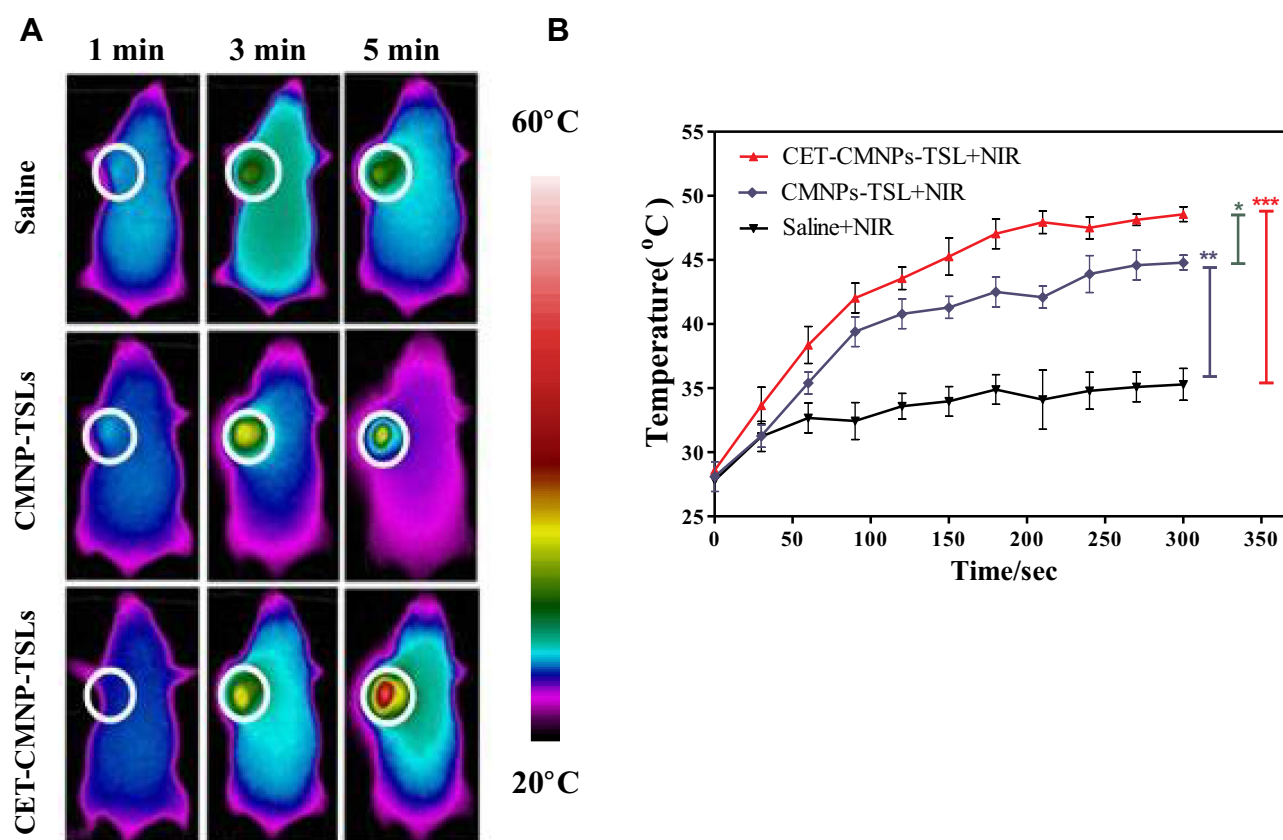 A
1 min 3 min 5 min
Saline
CMNP-TSLs
CET-CMNP-TSLs
60°C
20°C
B
CET-CMNPs-TSL+NIR
CMNPs-TSL+NIR
Saline+NIR
Temperature( °C )
55
50
45
40
35
30
25
0 50 100 150 200 250 300 350
Time/sec
** * ***